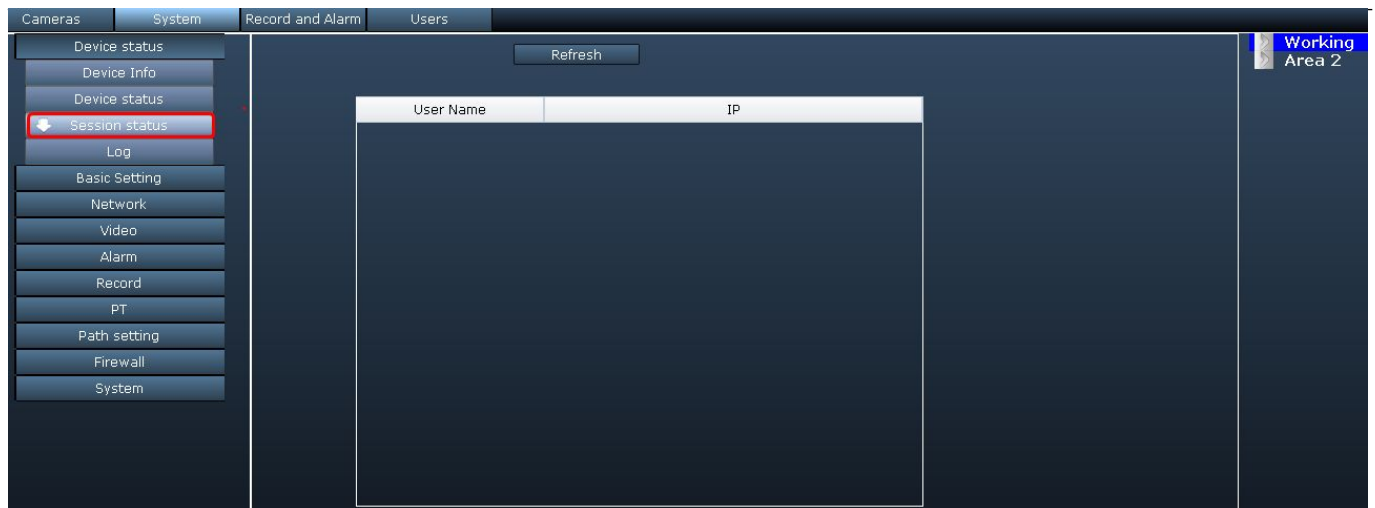 Cameras System Record and Alarm Users
Device status
Device Info
Device status
Session status
Log
Basic Setting
Network
Video
Alarm
Record
PT
Path setting
Firewall
System
Refresh
User Name IP
Working
Area 2